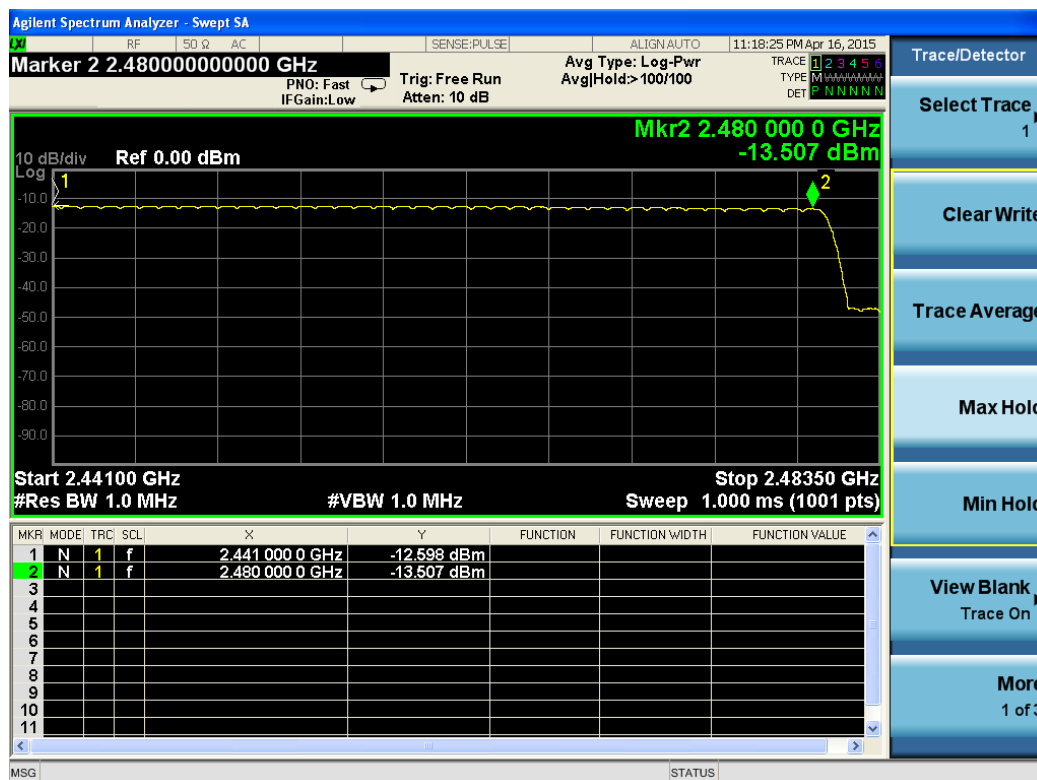 Agilent Spectrum Analyzer - Swept SA
LXI RF 50 Ω AC SENSE:PULSE ALIGN AUTO 11:18:25 PM Apr 16, 2015
Marker 2 2.480000000000 GHz
PNO: Fast
IFGain:Low
Trig: Free Run
Atten: 10 dB
Avg Type: Log-Pwr
Avg|Hold:>100/100
TRACE 1 2 3 4 5 6
TYPE M
DET P N N N N N
Mkr2 2.480 000 0 GHz
-13.507 dBm
10 dB/div Ref 0.00 dBm
Log
1
2
-10.0
-20.0
-30.0
-40.0
-50.0
-60.0
-70.0
-80.0
-90.0
Start 2.44100 GHz Stop 2.48350 GHz
#Res BW 1.0 MHz #VBW 1.0 MHz Sweep 1.000 ms (1001 pts)
MKR MODE TRC SCL X Y FUNCTION FUNCTION WIDTH FUNCTION VALUE
1 N 1 f 2.441 000 0 GHz -12.598 dBm
2 N 1 f 2.480 000 0 GHz -13.507 dBm
3
4
5
6
7
8
9
10
11
MSG STATUS
Trace/Detector
Select Trace
1
Clear Write
Trace Average
Max Hold
Min Hold
View Blank
Trace On
More
1 of 3